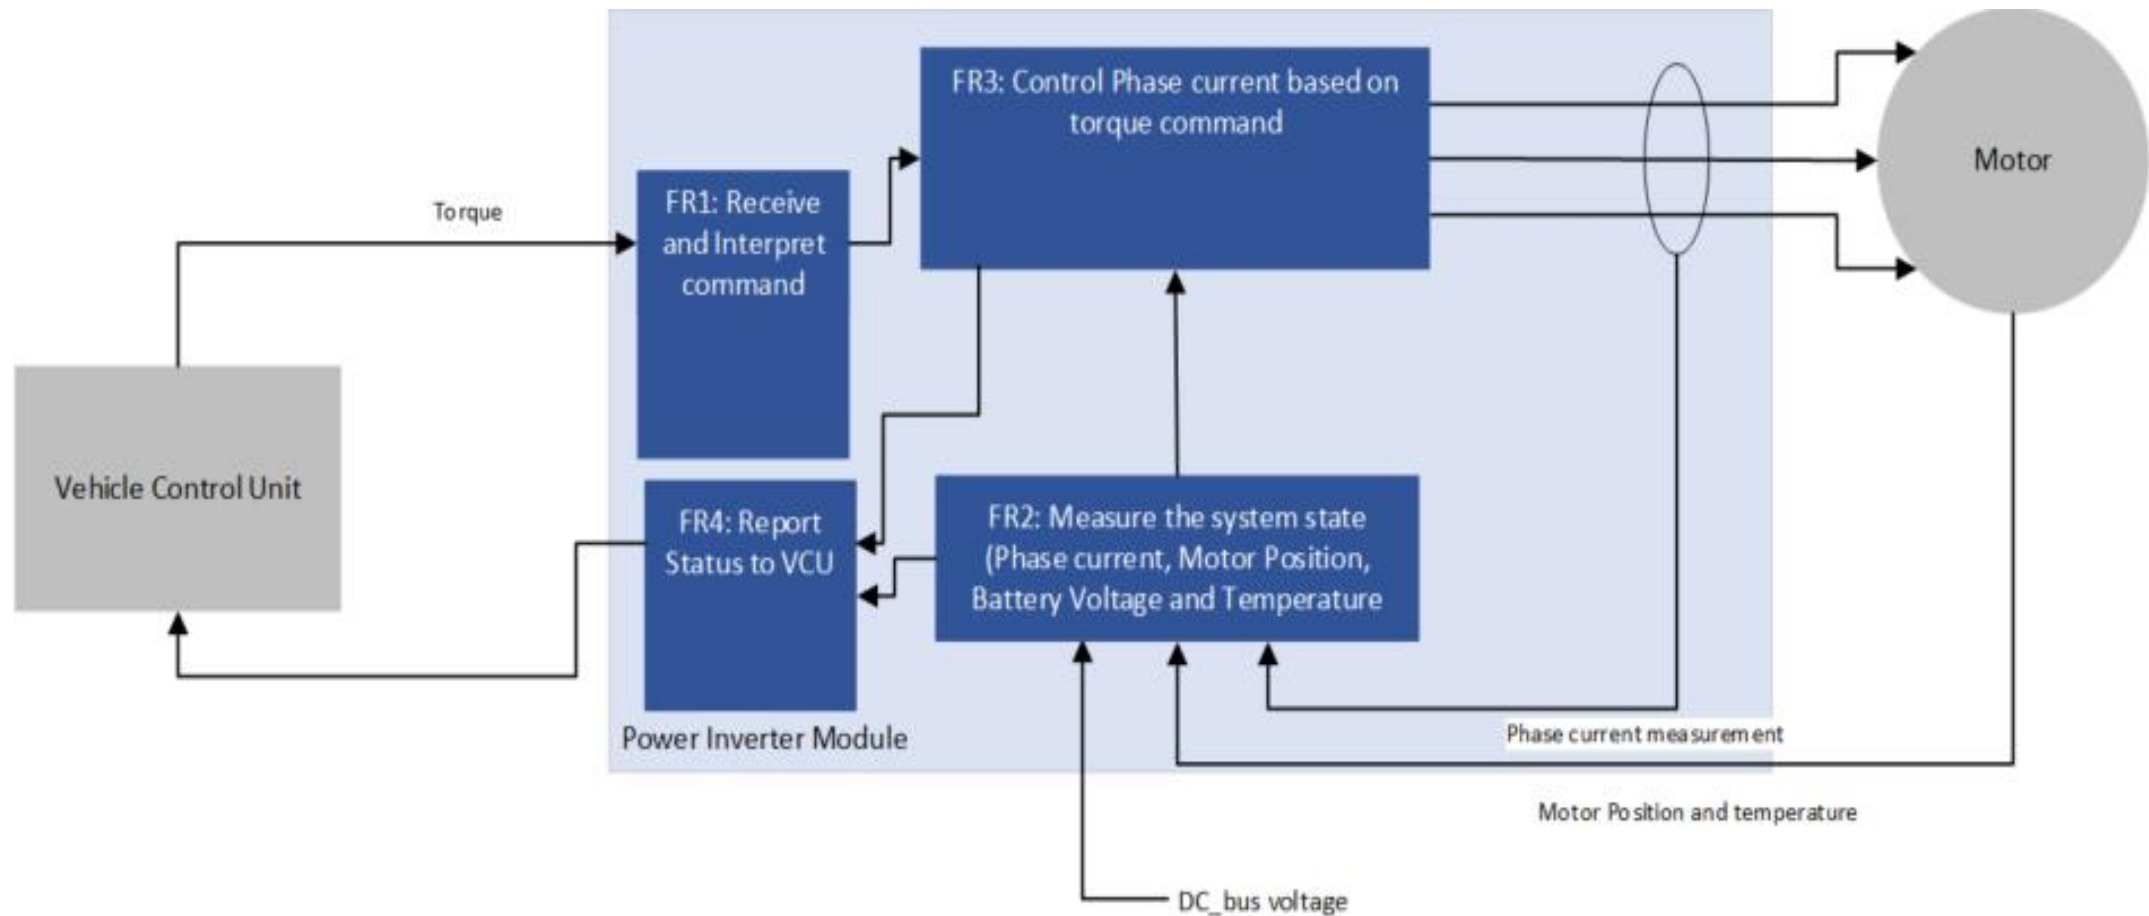 FR3: Control Phase current based on
torque command
Motor
FR1: Receive
and Interpret
command
Torque
Vehicle Control Unit
FR4: Report
Status to VCU
FR2: Measure the system state
(Phase current, Motor Position,
Battery Voltage and Temperature
Power Inverter Module
Phase current measurement
Motor Position and temperature
DC_bus voltage